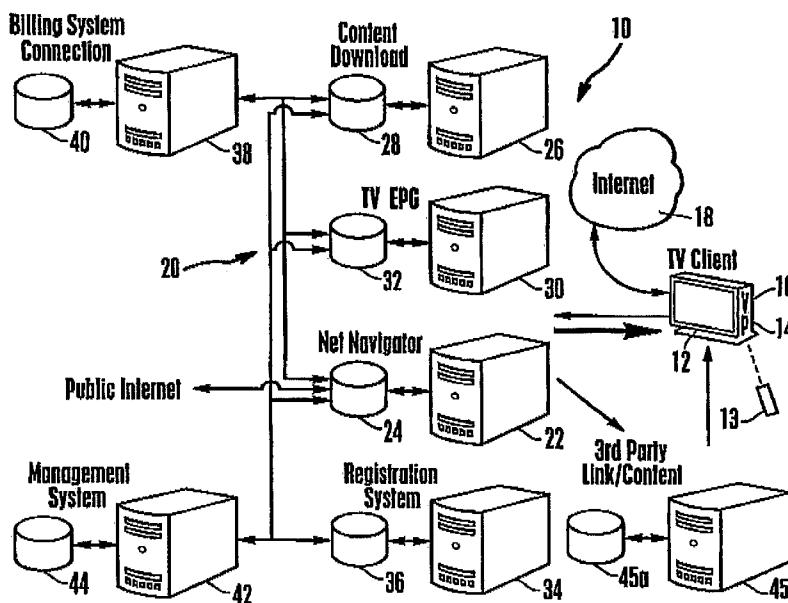 Billing System
Connection
40
38
Content
Download
28
26
10
Internet
18
TV EPG
32
30
20
TV Client
V
P
16
14
12
13
Net Navigator
Public Internet
24
22
3rd Party
Link/Content
45a
45
Management
System
44
42
Registration
System
36
34